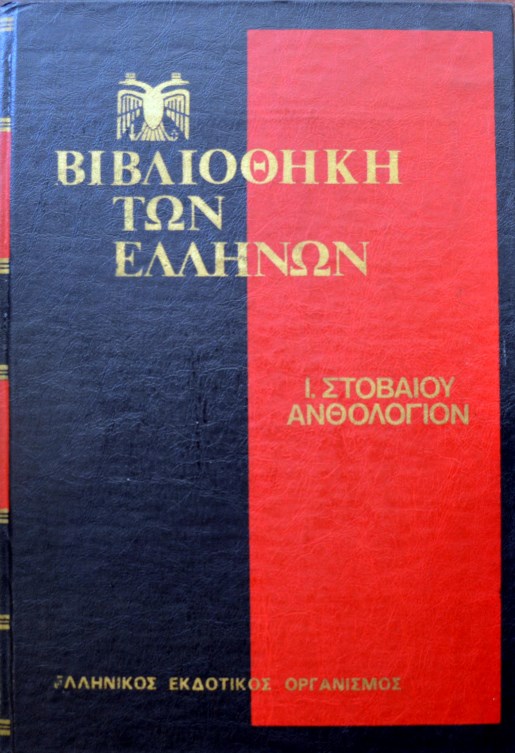 ΒΙΒΛΙΟΘΗΚΗ
ΤΩΝ
ΕΛΛΗΝΩΝ
Ι. ΣΤΟΒΑΙΟΥ
ΑΝΘΟΛΟΓΙΟΝ
ΕΛΛΗΝΙΚΟΣ ΕΚΔΟΤΙΚΟΣ ΟΡΓΑΝΙΣΜΟΣ